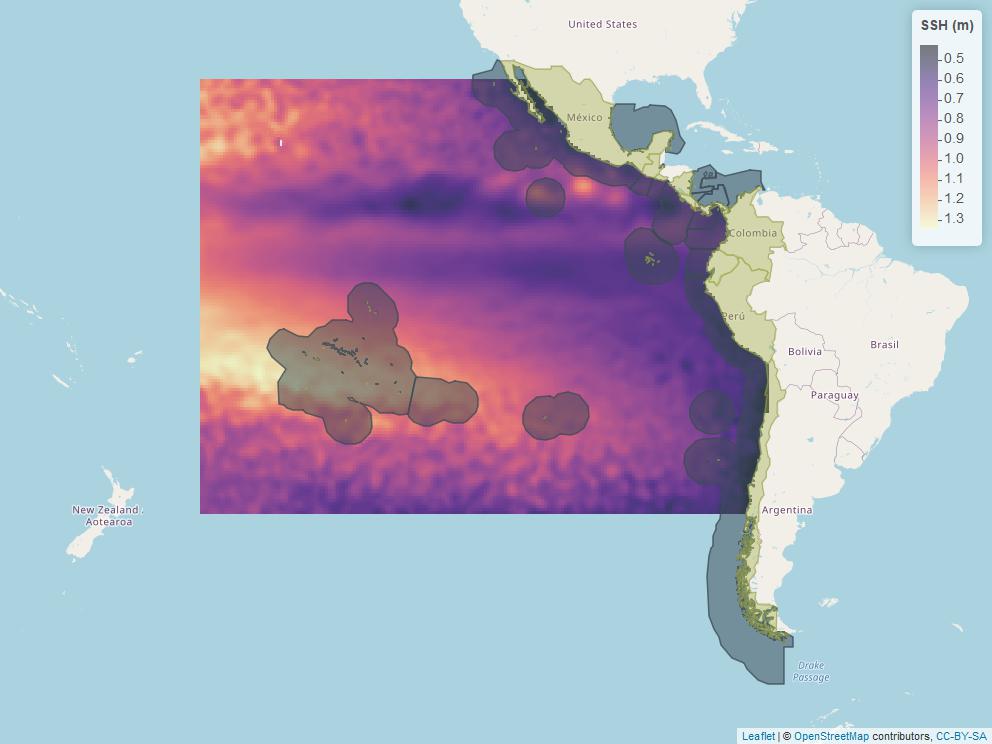 United States
SSH (m)
0.5
0.6
0.7
0.8
0.9
1.0
1.1
1.2
1.3
México
Colombia
Perú
Brasil
Bolivia
Paraguay
New Zealand
Aotearoa
Argentina
Drake
Passage
Leaflet | © OpenStreetMap contributors, CC-BY-SA